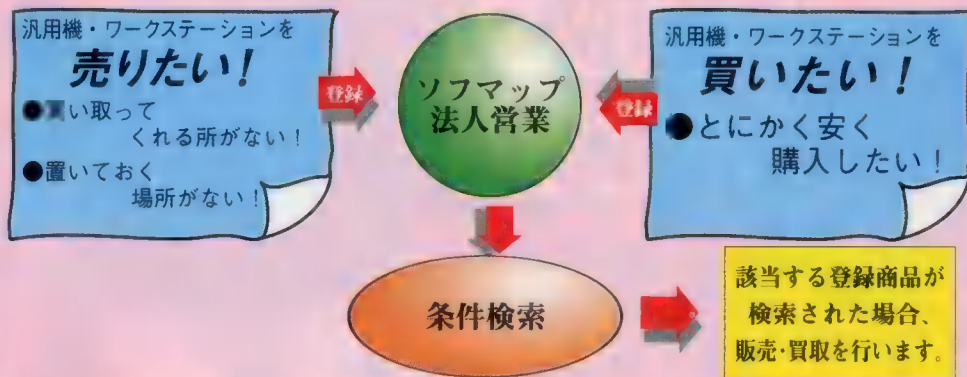 汎用機・ワークステーションを
売りたい!
●買い取って
くれる所がない!
●置いておく
場所がない!
登録
ソフマップ
法人営業
登録
汎用機・ワークステーションを
買いたい!
●とにかく安く
購入したい!
条件検索
該当する登録商品が
検索された場合、
販売・買取を行います。